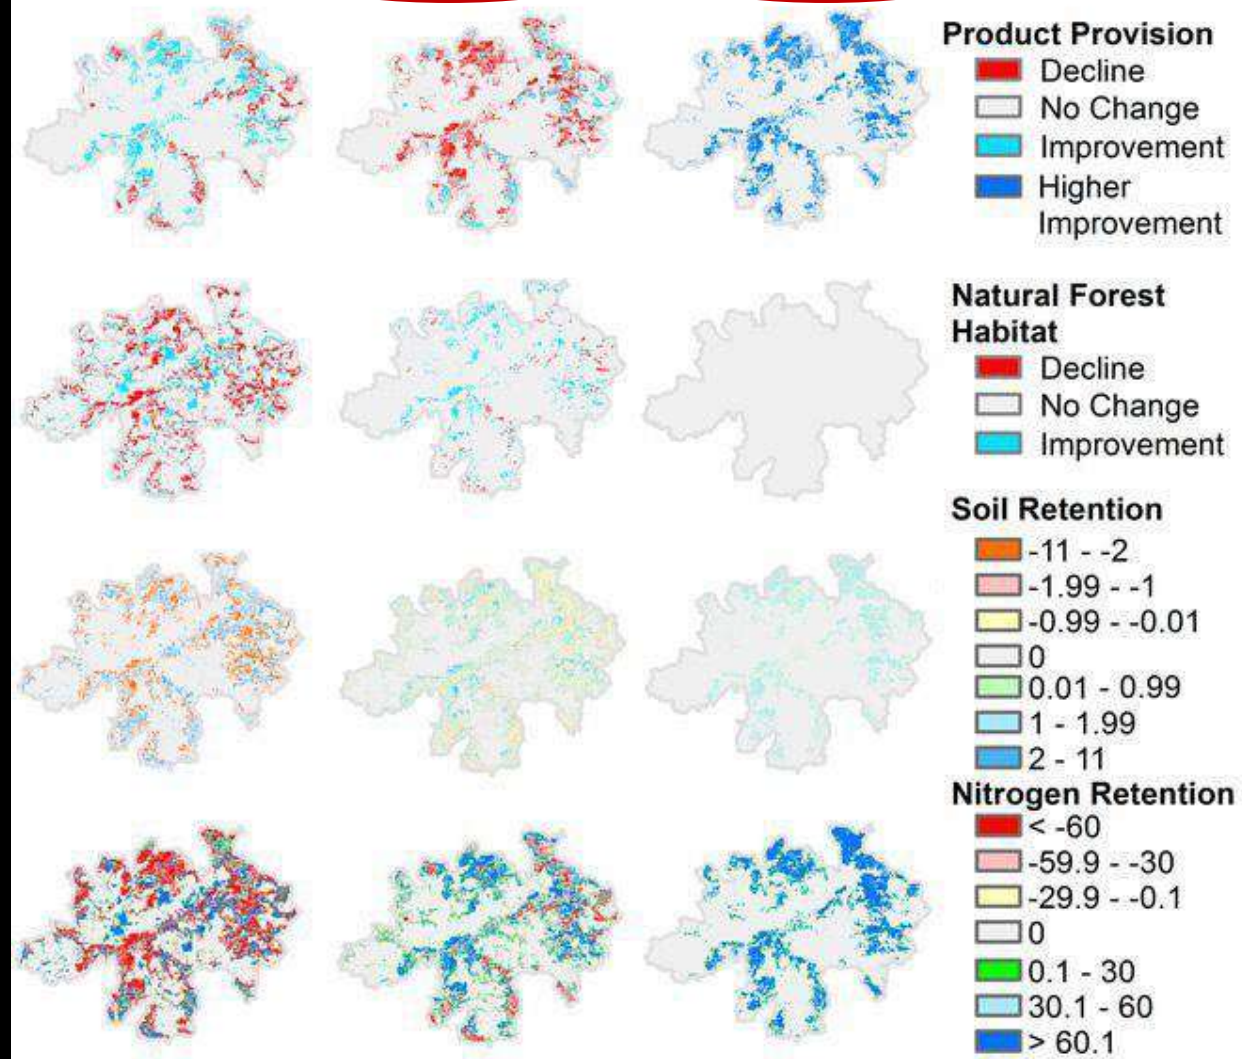 Product Provision
Decline
No Change
Improvement
Higher
Improvement
Natural Forest
Habitat
Decline
No Change
Improvement
Soil Retention
-11 - -2
-1.99 - -1
-0.99 - -0.01
0
0.01 - 0.99
1 - 1.99
2 - 11
Nitrogen Retention
< -60
-59.9 - -30
-29.9 - -0.1
0
0.1 - 30
30.1 - 60
> 60.1